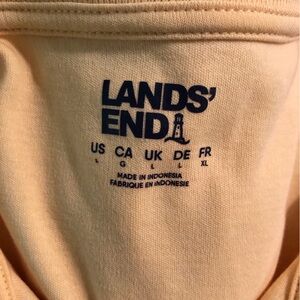 LANDS'
END
US CA UK DE FR
L G L L XL
MADE IN INDONESIA
FABRIQUE EN INDONESIE